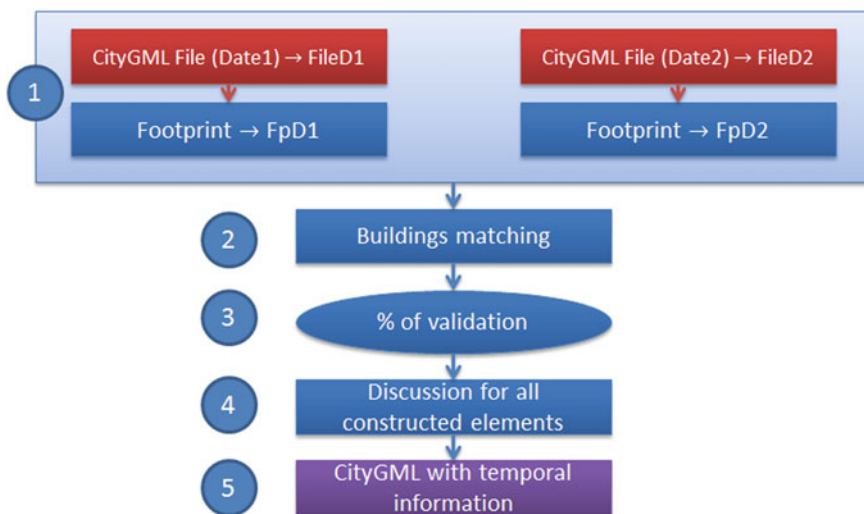 CityGML File (Date1) → FileD1
CityGML File (Date2) → FileD2
1
Footprint → FpD1
Footprint → FpD2
2
Buildings matching
3
% of validation
4
Discussion for all
constructed elements
5
CityGML with temporal
information